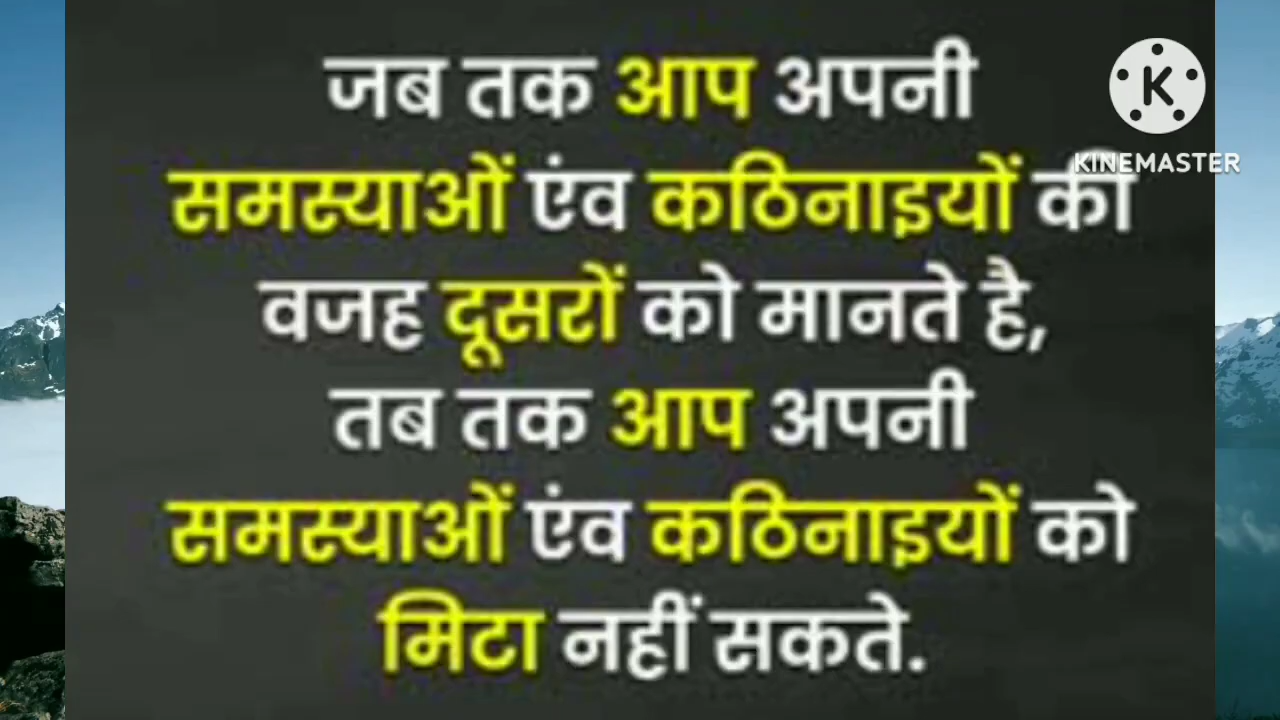 जब तक आप अपनी
समस्याओं एंव कठिनाइयों की
वजह दूसरों को मानते है,
तब तक आप अपनी
समस्याओं एंव कठिनाइयों को
मिटा नहीं सकते.
K
KINEMASTER